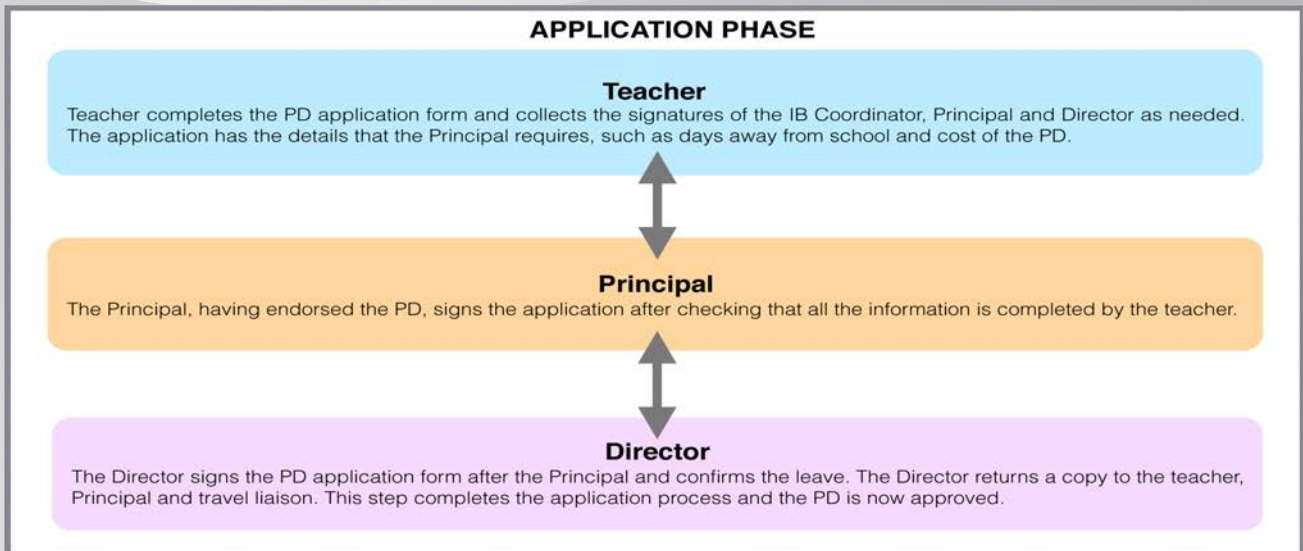 APPLICATION PHASE
Teacher
Teacher completes the PD application form and collects the signatures of the IB Coordinator, Principal and Director as needed.
The application has the details that the Principal requires, such as days away from school and cost of the PD.
Principal
The Principal, having endorsed the PD, signs the application after checking that all the information is completed by the teacher.
Director
The Director signs the PD application form after the Principal and confirms the leave. The Director returns a copy to the teacher,
Principal and travel liaison. This step completes the application process and the PD is now approved.